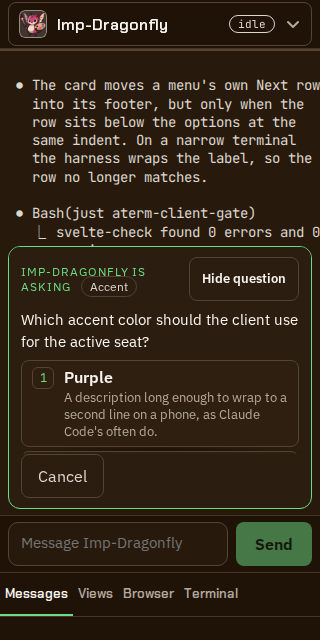 Imp-Dragonfly
idle
● The card moves a menu's own Next row
into its footer, but only when the
row sits below the options at the
same indent. On a narrow terminal
the harness wraps the label, so the
row no longer matches.
● Bash(just aterm-client-gate)
⎿ svelte-check found 0 errors and 0
IMP-DRAGONFLY IS
ASKING Accent
Hide question
Which accent color should the client use
for the active seat?
1 Purple
A description long enough to wrap to a
second line on a phone, as Claude
Code's often do.
Cancel
Message Imp-Dragonfly
Send
Messages Views Browser Terminal